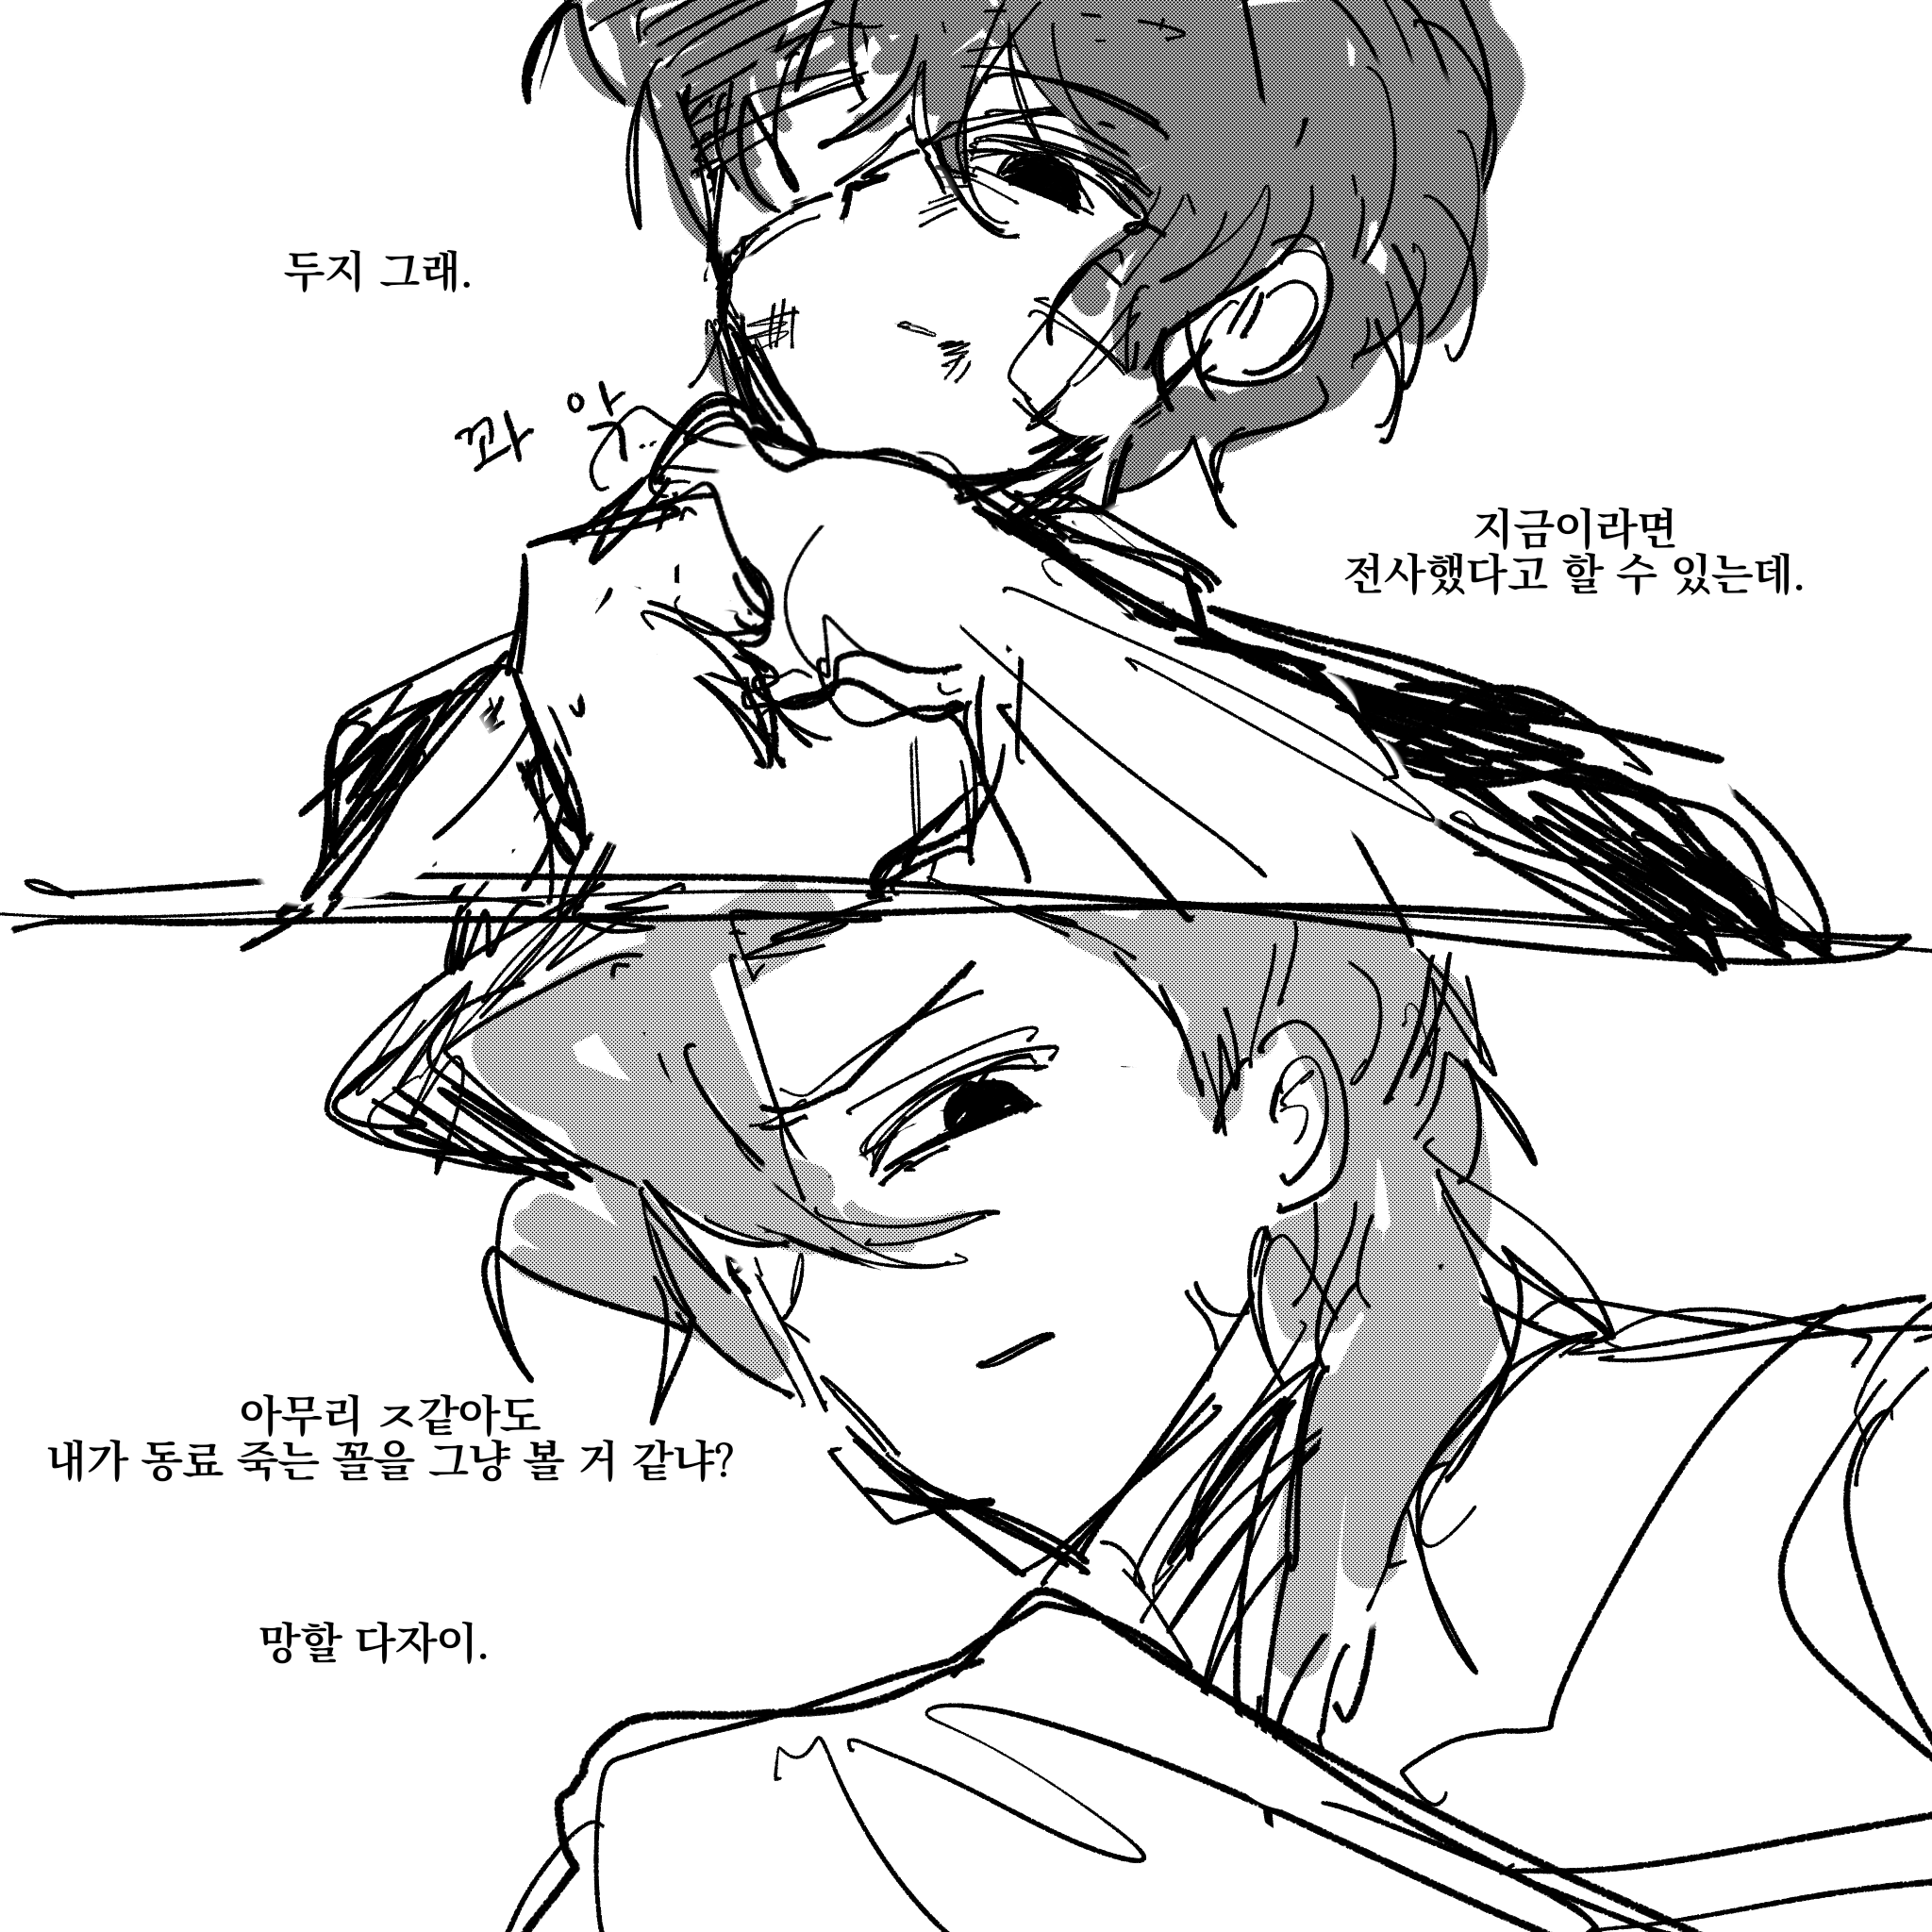 두지 그래.
꽈 악..
지금이라면
전사했다고 할 수 있는데.
아무리 ㅈ같아도
내가 동료 죽는 꼴을 그냥 볼 거 같냐?
망할 다자이.